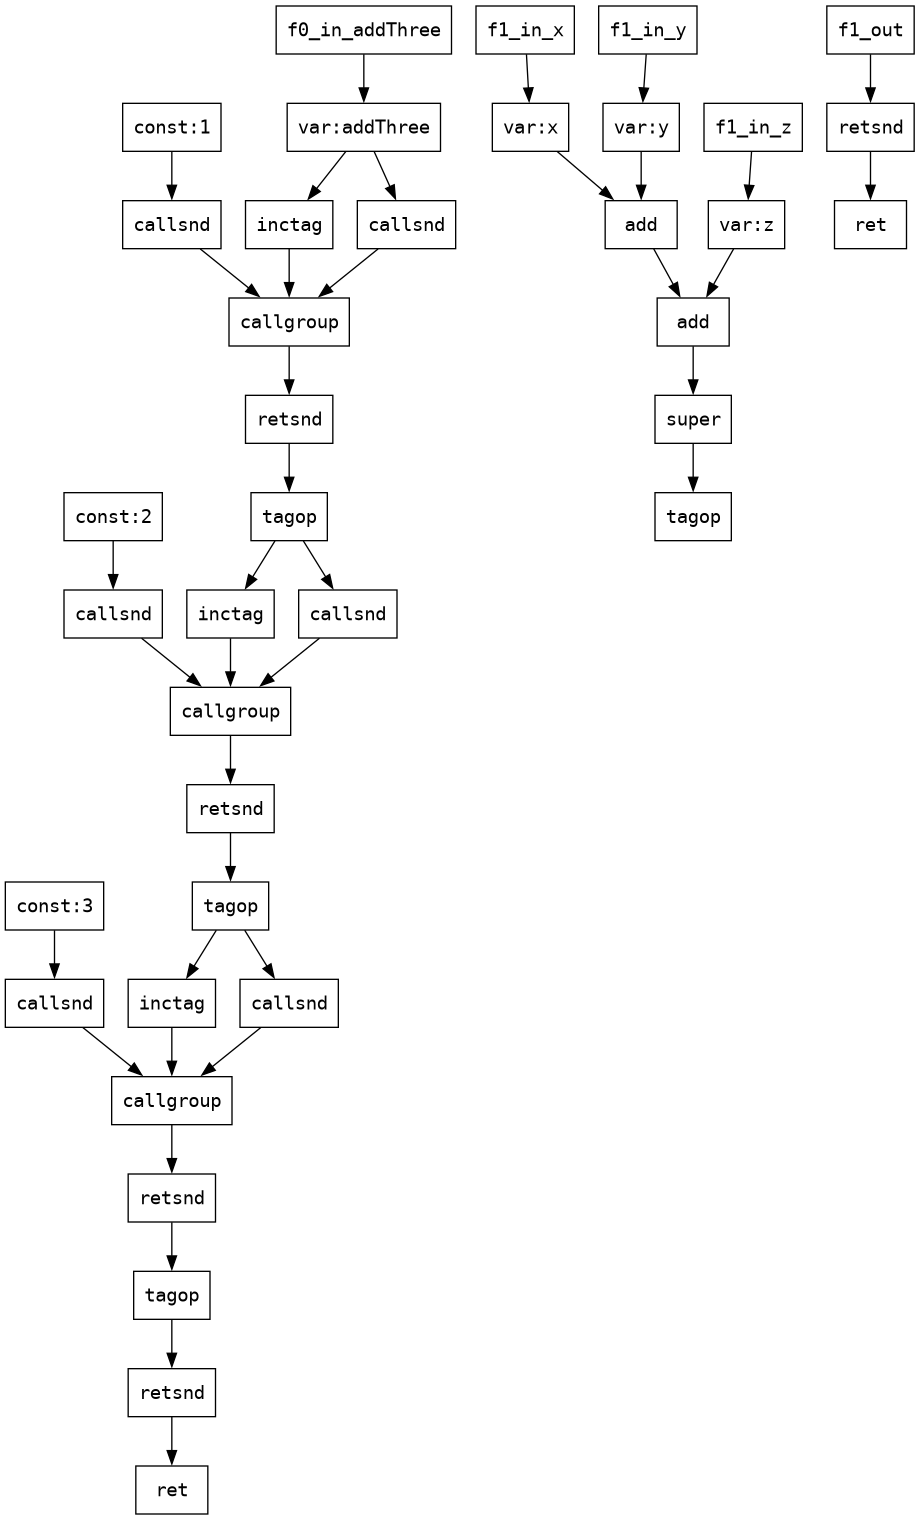 f0_in_addThree
f1_in_x
f1_in_y
f1_out
const:1
var:addThree
var:x
var:y
f1_in_z
retsnd
callsnd
inctag
callsnd
add
var:z
ret
callgroup
add
retsnd
super
const:2
tagop
tagop
callsnd
inctag
callsnd
callgroup
retsnd
const:3
tagop
callsnd
inctag
callsnd
callgroup
retsnd
tagop
retsnd
ret